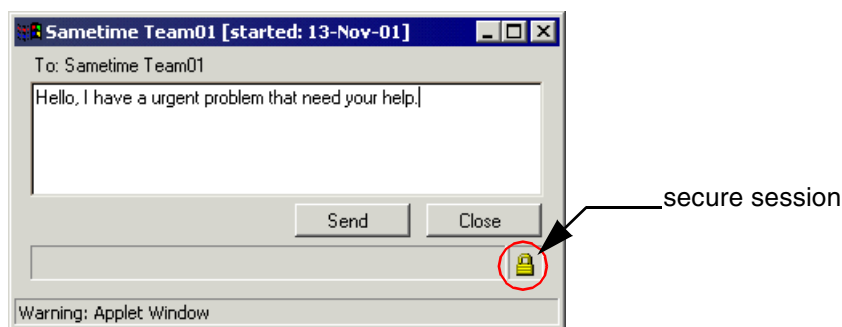 Sametime Team01 [started: 13-Nov-01]
To: Sametime Team01
Hello, I have a urgent problem that need your help.
Send Close
secure session
Warning: Applet Window